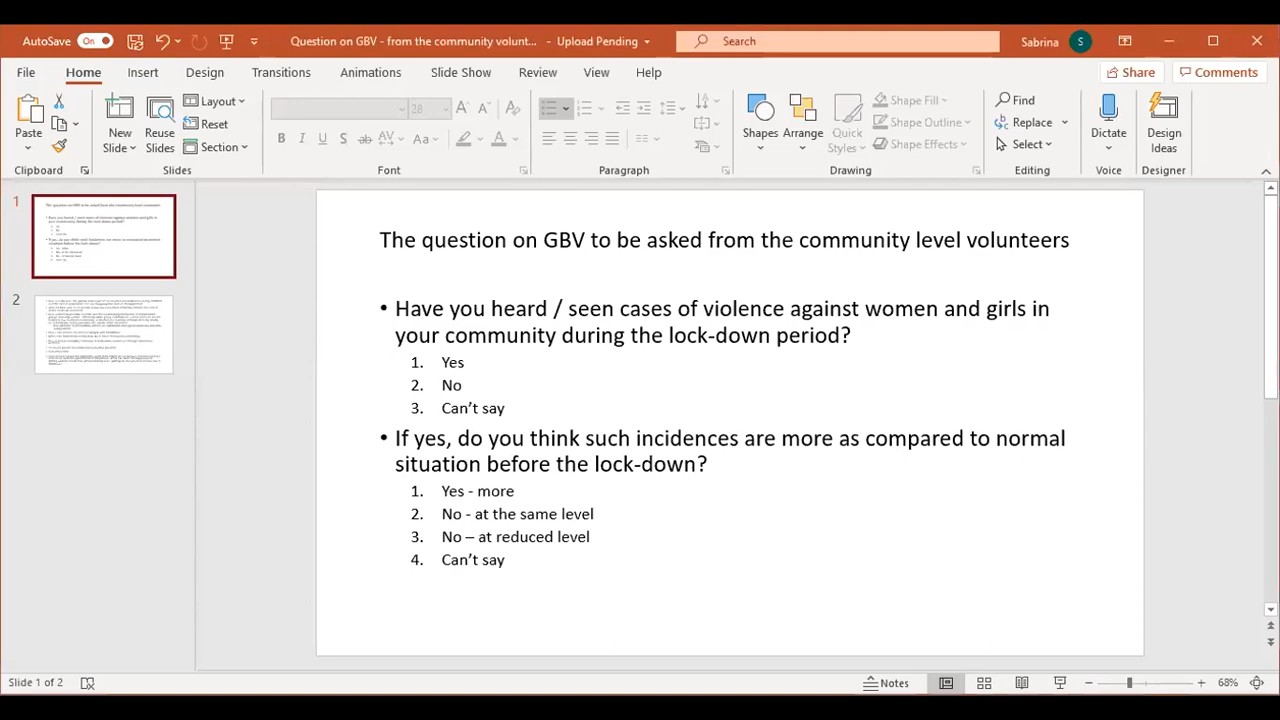 AutoSave On Question on GBV - from the community volunt... - Upload Pending Search Sabrina S
File Home Insert Design Transitions Animations Slide Show Review View Help Share Comments
Paste New Slide Reuse Slides Layout Reset Section 28 Shapes Arrange Quick Styles Shape Fill Shape Outline Shape Effects Find Replace Select Dictate Design Ideas
Clipboard Slides Font Paragraph Drawing Editing Voice Designer
1
2
The question on GBV to be asked from the community level volunteers
• Have you heard / seen cases of violence against women and girls in
your community during the lock-down period?
1. Yes
2. No
3. Can't say
• If yes, do you think such incidences are more as compared to normal
situation before the lock-down?
1. Yes - more
2. No - at the same level
3. No – at reduced level
4. Can't say
Slide 1 of 2 Notes 68%